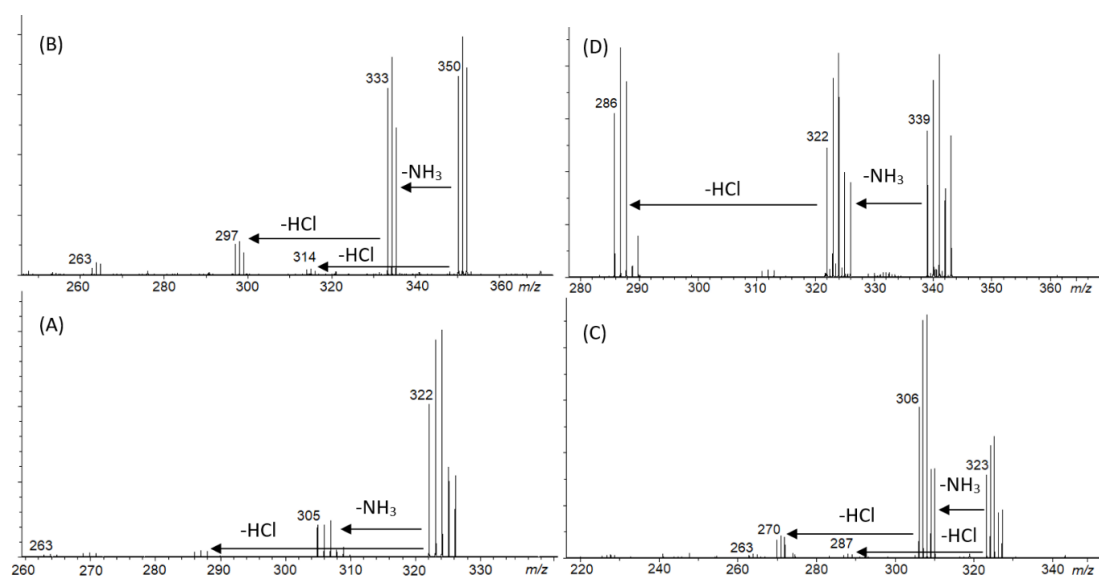 (B)
333
350
-NH₃
-HCl
297
-HCl
263
314
260
280
300
320
340
360 m/z
(D)
286
322
339
-NH₃
-HCl
280
290
300
310
320
330
340
350
360 m/z
(A)
322
-NH₃
305
-HCl
263
260
270
280
290
300
310
320
330
m/z
(C)
306
323
-NH₃
-HCl
270
-HCl
263
287
220
240
260
280
300
320
340
m/z